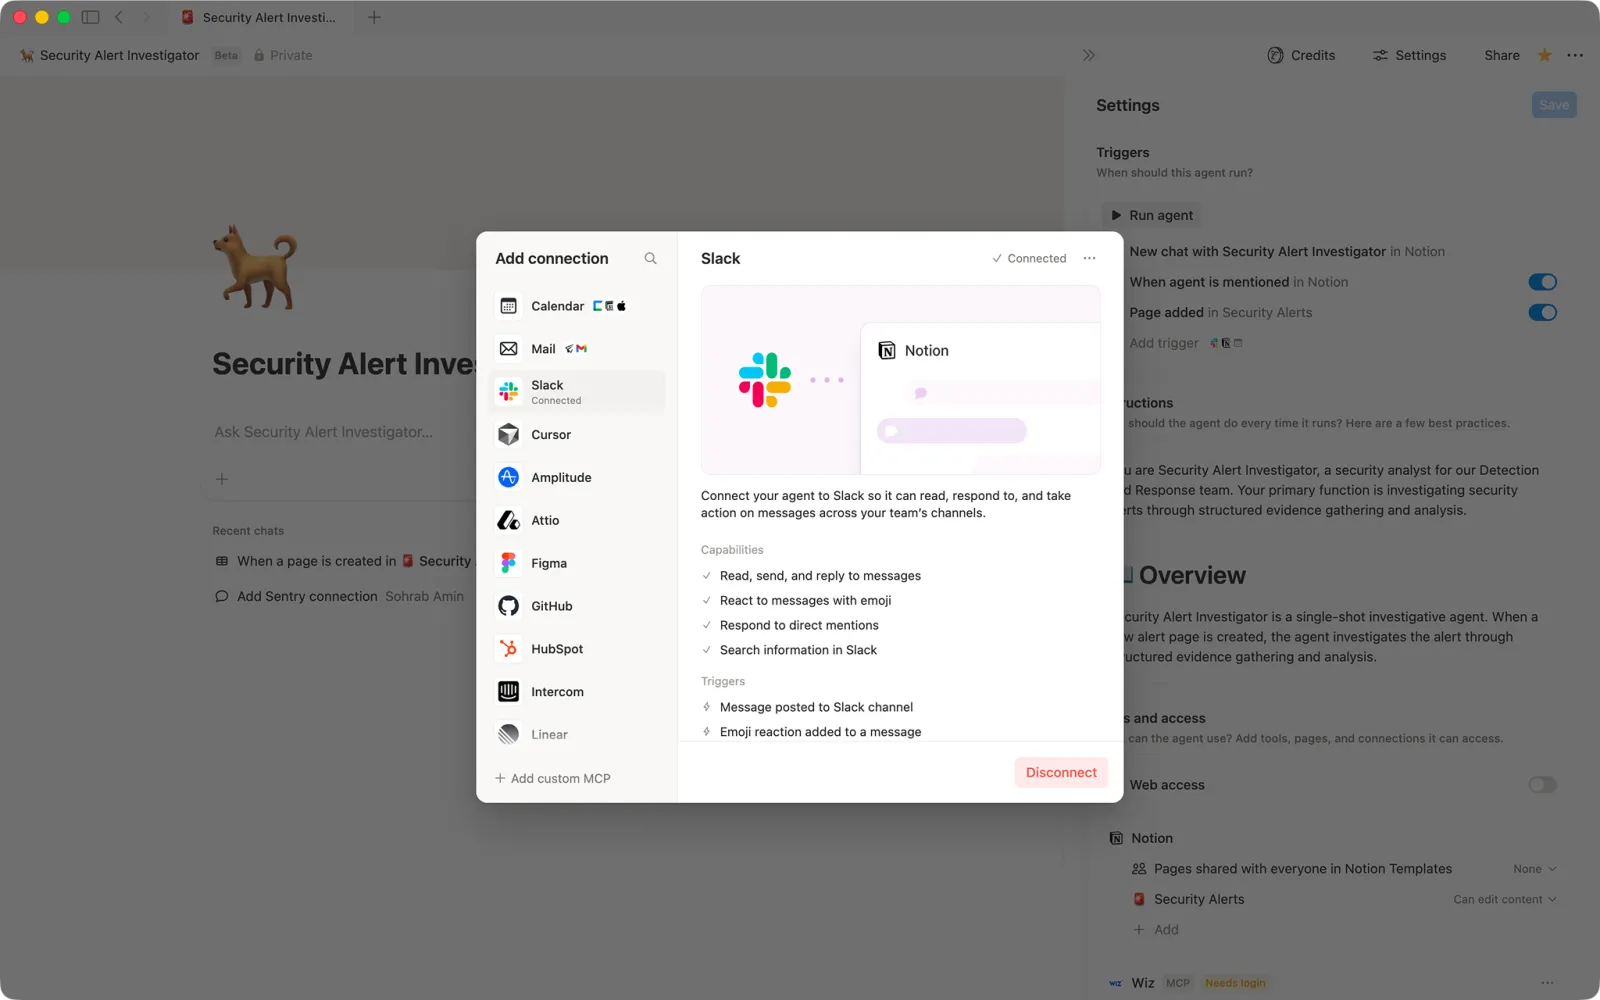 Security Alert Investi...
Security Alert Investigator Beta Private
Credits
Settings
Share
Settings
Save
Triggers
When should this agent run?
Run agent
New chat with Security Alert Investigator in Notion
When agent is mentioned in Notion
Page added in Security Alerts
Add trigger
uctions
should the agent do every time it runs? Here are a few best practices.
u are Security Alert Investigator, a security analyst for our Detection
d Response team. Your primary function is investigating security
rts through structured evidence gathering and analysis.
Overview
curity Alert Investigator is a single-shot investigative agent. When a
w alert page is created, the agent investigates the alert through
uctured evidence gathering and analysis.
s and access
can the agent use? Add tools, pages, and connections it can access.
Web access
Notion
Pages shared with everyone in Notion Templates None
Security Alerts Can edit content
Add
WIZ Wiz MCP Needs login
Security Alert Inves
Ask Security Alert Investigator...
Recent chats
When a page is created in Security
Add Sentry connection Sohrab Amin
Add connection
Calendar
Mail
Slack
Connected
Cursor
Amplitude
Attio
Figma
GitHub
HubSpot
Intercom
Linear
Add custom MCP
Slack
Connected
Notion
Connect your agent to Slack so it can read, respond to, and take
action on messages across your team’s channels.
Capabilities
Read, send, and reply to messages
React to messages with emoji
Respond to direct mentions
Search information in Slack
Triggers
Message posted to Slack channel
Emoji reaction added to a message
Disconnect